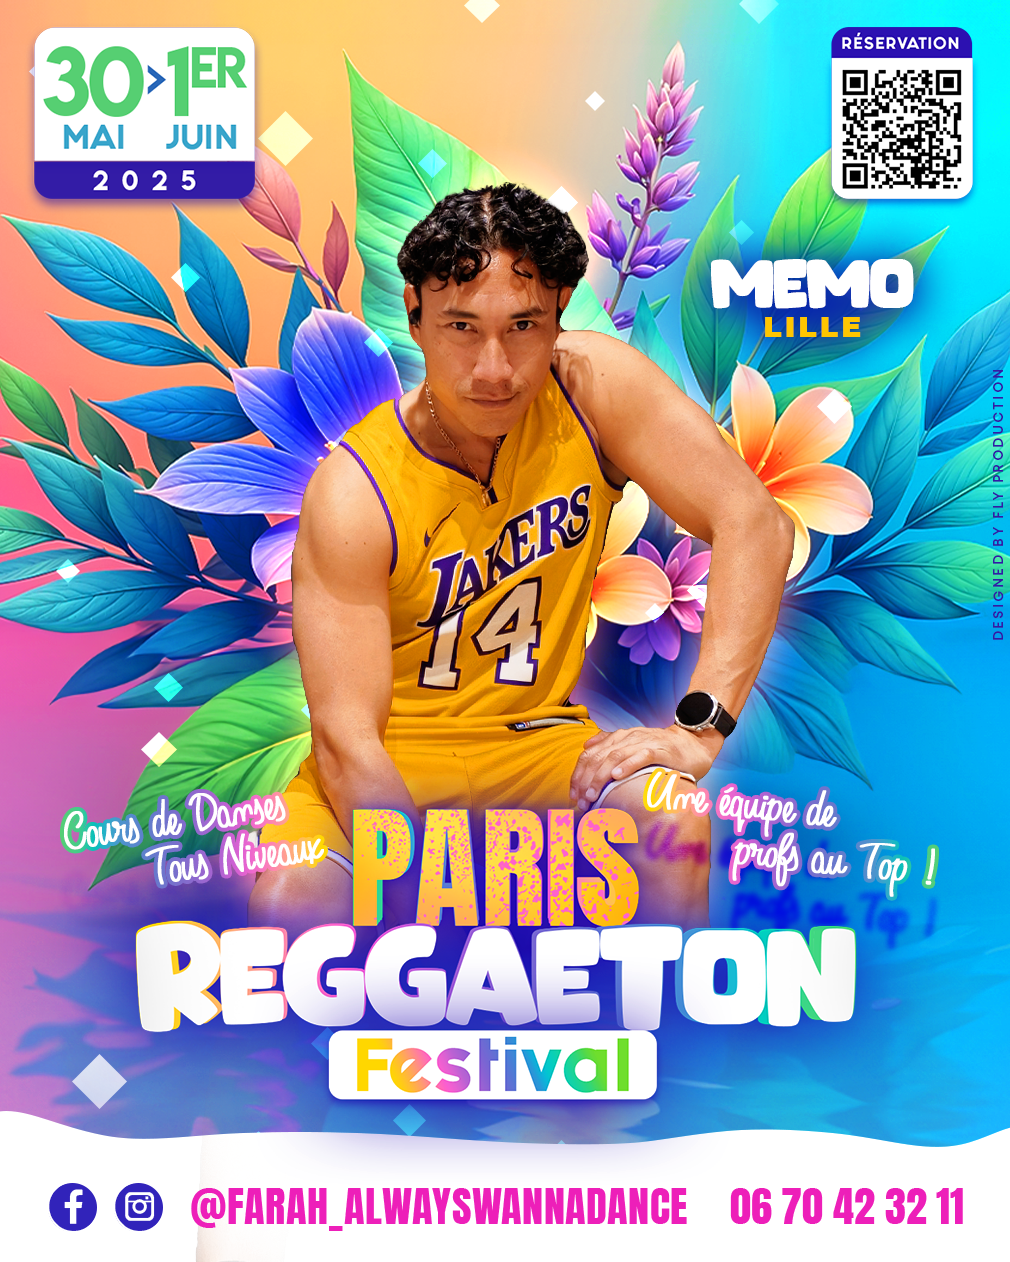 30 > 1ER
MAI JUIN
2025
RÉSERVATION
MEMO
LILLE
DESIGNED BY FLY PRODUCTION
LAKERS
14
Cours de Danses
Tous Niveaux
Une équipe de
profs au Top !
PARIS
REGGAETON
Festival
@FARAH_ALWAYSWANNADANCE 06 70 42 32 11